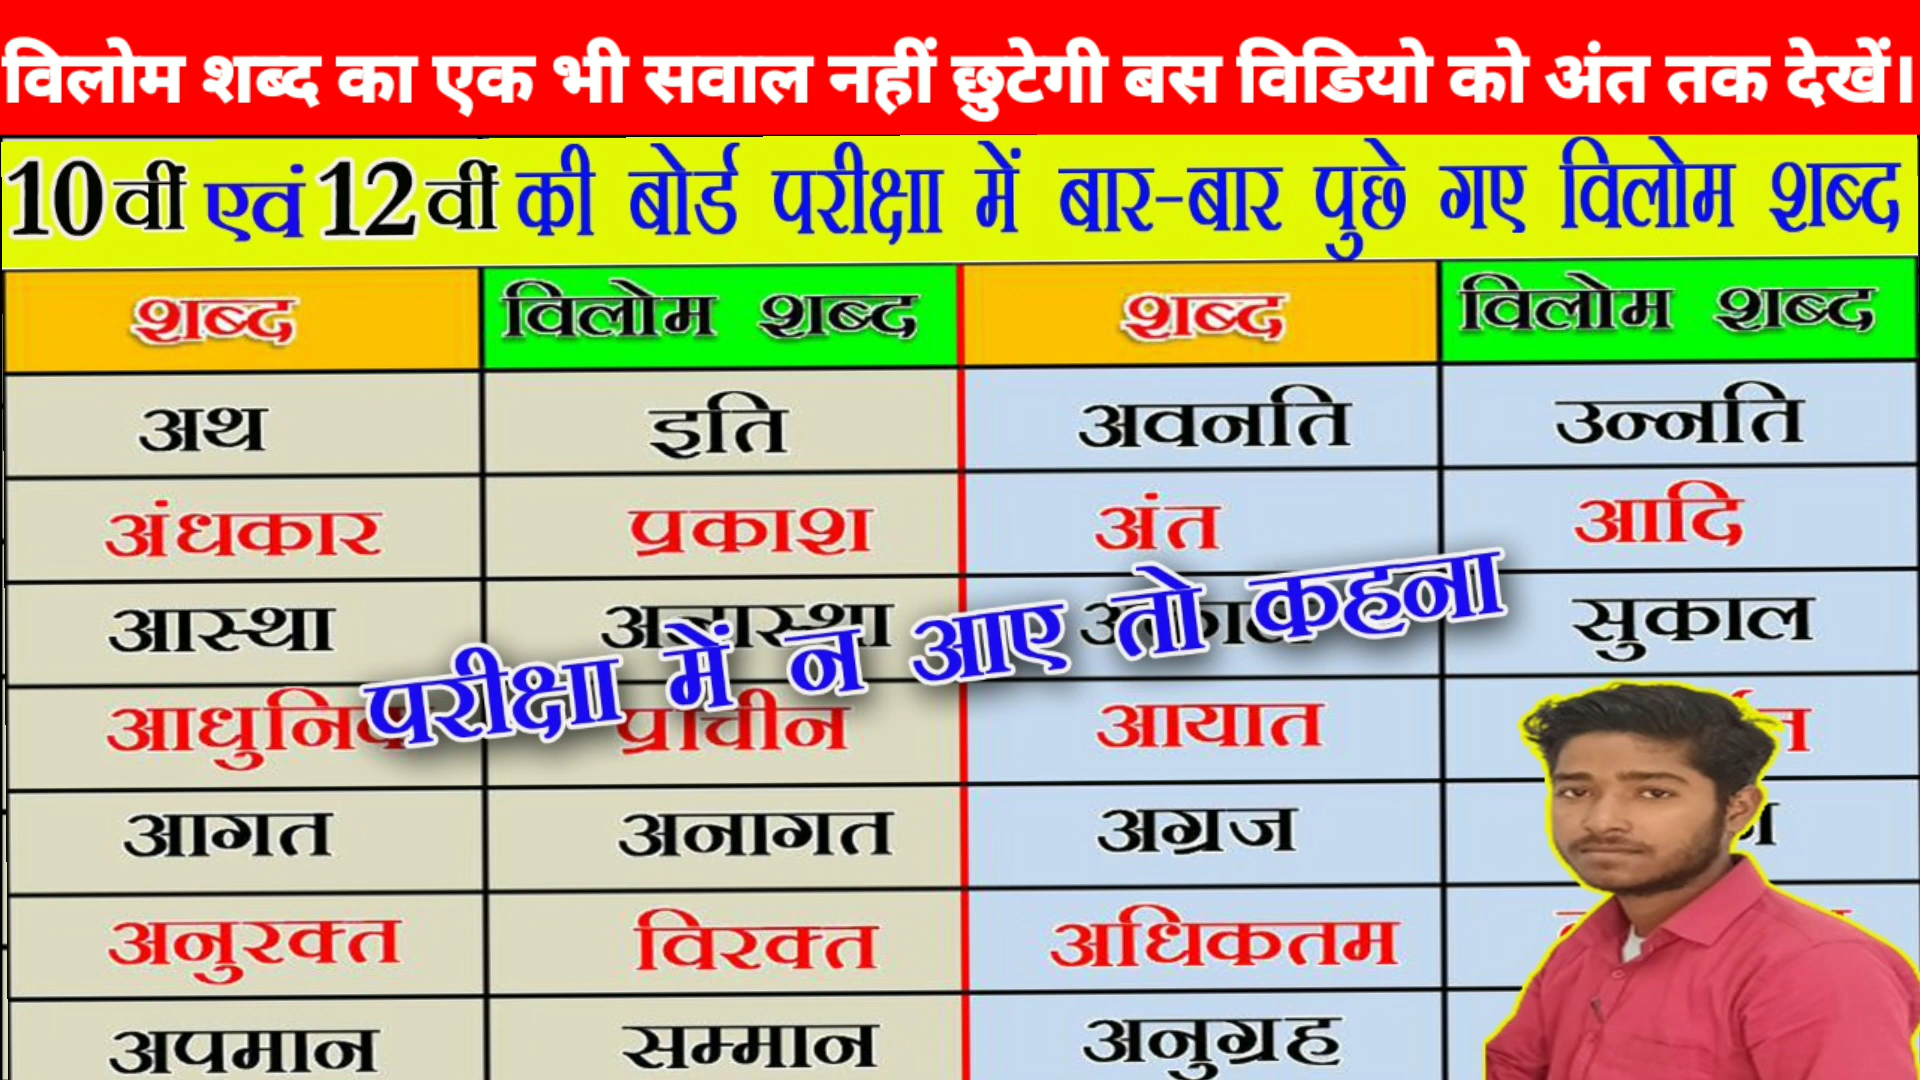 विलोम शब्द का एक भी सवाल नहीं छुटेगी बस विडियो को अंत तक देखें।
10वीं एवं 12वीं की बोर्ड परीक्षा में बार-बार पुछे गए विलोम शब्द
शब्द विलोम शब्द शब्द विलोम शब्द
अथ इति अवनति उन्नति
अंधकार प्रकाश अंत आदि
आस्था अनास्था सुकाल
परीक्षा में न आए तो कहना
प्राचीन आयात
आगत अनागत अग्रज
अनुरक्त विरक्त अधिकतम
अपमान सम्मान अनुग्रह